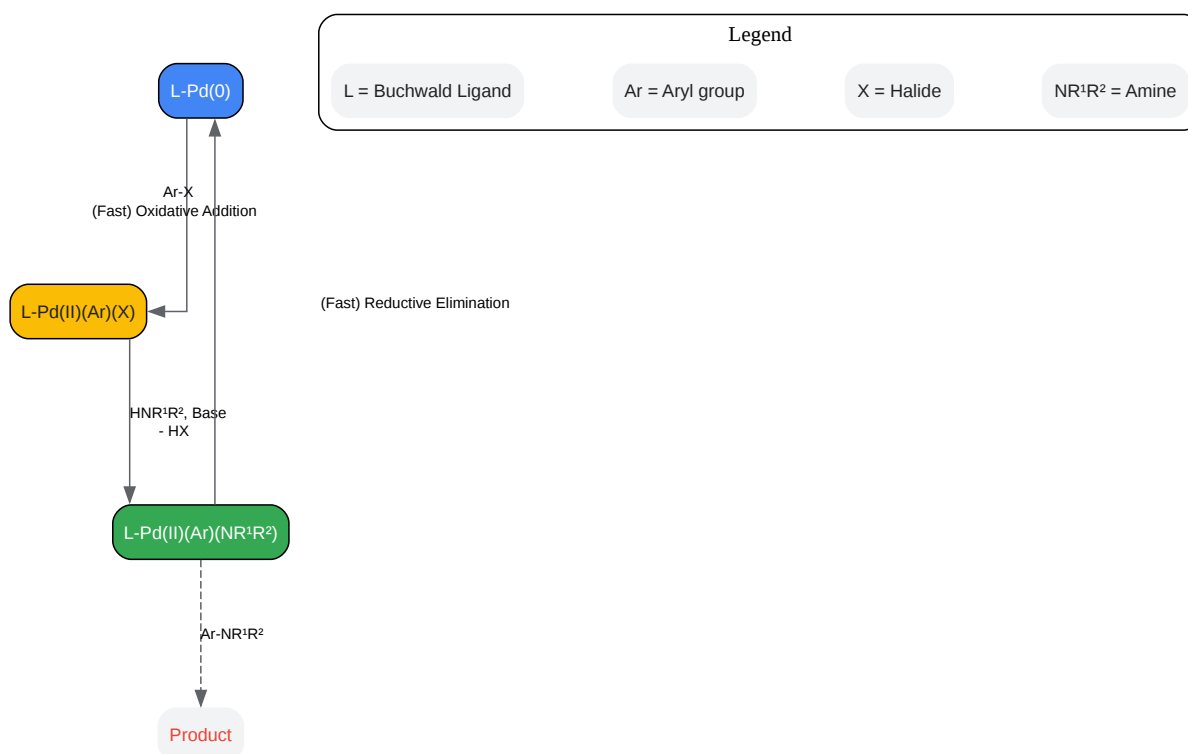 Legend
L-Pd(0)
L = Buchwald Ligand
Ar = Aryl group
X = Halide
NR¹R² = Amine
Ar-X
(Fast) Oxidative Addition
L-Pd(II)(Ar)(X)
(Fast) Reductive Elimination
HNR¹R², Base
- HX
L-Pd(II)(Ar)(NR¹R²)
Ar-NR¹R²
Product